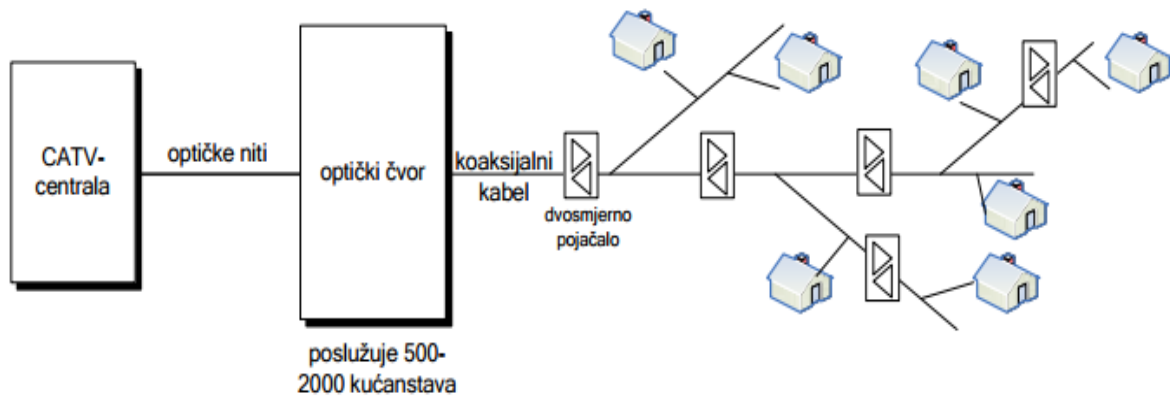 CATV-
centrala
optičke niti
optički čvor
poslužuje 500-
2000 kućanstava
koaksijalni
kabel
dvosmjerno
pojačalo